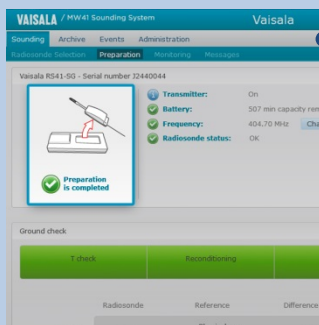 VAISALA / MW41 Sounding System Vaisala
Sounding Archive Events Administration
Radiosonde Selection Preparation Monitoring Messages
Vaisala RS41-SG - Serial number J2440044
Transmitter: On
Battery: 507 min capacity rem
Frequency: 404.70 MHz Cha
Radiosonde status: OK
Preparation
is completed
Ground check
T check Reconditioning
Radiosonde Reference Difference